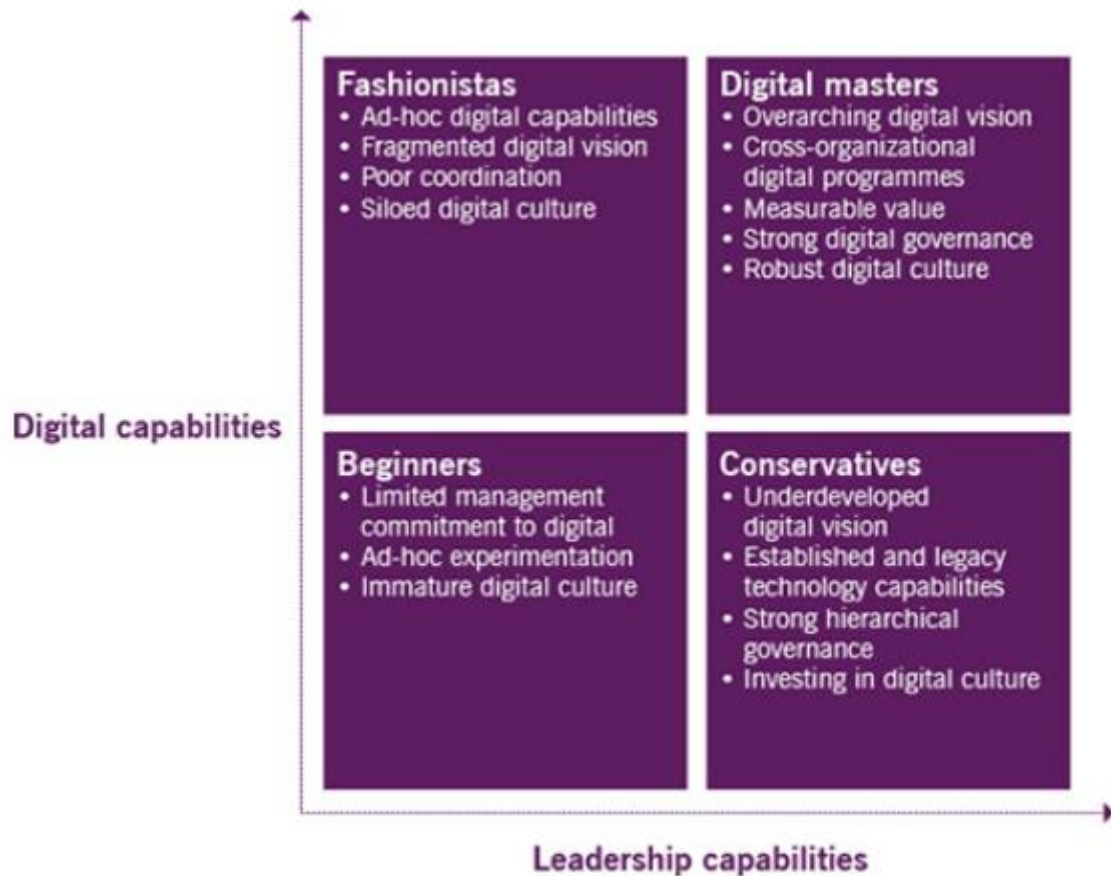 Fashionistas
• Ad-hoc digital capabilities
• Fragmented digital vision
• Poor coordination
• Siloed digital culture
Digital masters
• Overarching digital vision
• Cross-organizational
digital programmes
• Measurable value
• Strong digital governance
• Robust digital culture
Digital capabilities
Beginners
• Limited management
commitment to digital
• Ad-hoc experimentation
• Immature digital culture
Conservatives
• Underdeveloped
digital vision
• Established and legacy
technology capabilities
• Strong hierarchical
governance
• Investing in digital culture
Leadership capabilities